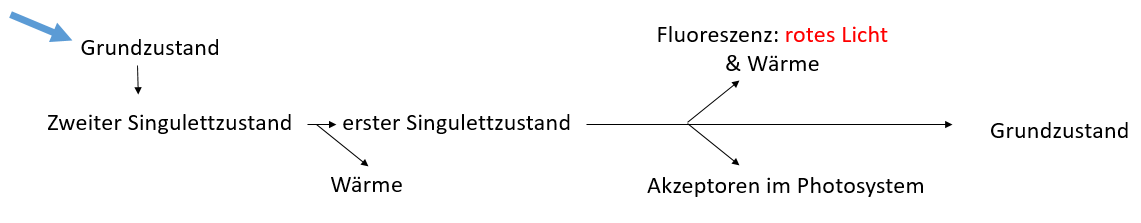 Grundzustand
Fluoreszenz: rotes Licht
& Wärme
Zweiter Singulettzustand
erster Singulettzustand
Grundzustand
Wärme
Akzeptoren im Photosystem